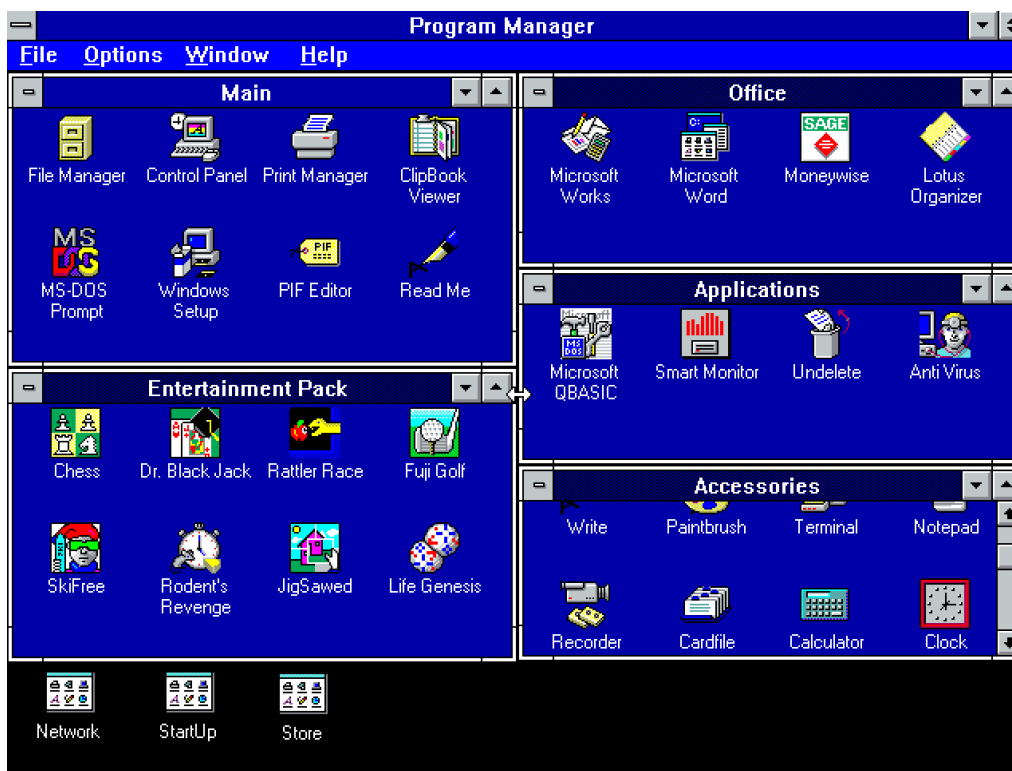 Program Manager
File Options Window Help
Main
File Manager Control Panel Print Manager ClipBook
Viewer
MS
DOS
PIF
MS-DOS Windows PIF Editor Read Me
Prompt Setup
Office
C:
SAGE
Microsoft Microsoft Moneywise Lotus
Works Word Organizer
Applications
Microsoft
MS
DOS
Microsoft Smart Monitor Undelete Anti Virus
QBASIC
Entertainment Pack
Chess Dr. Black Jack Rattler Race Fuji Golf
SkiFree Rodent's JigSawed Life Genesis
Revenge
Accessories
Write Paintbrush Terminal Notepad
Recorder Cardfile Calculator Clock
Network StartUp Store